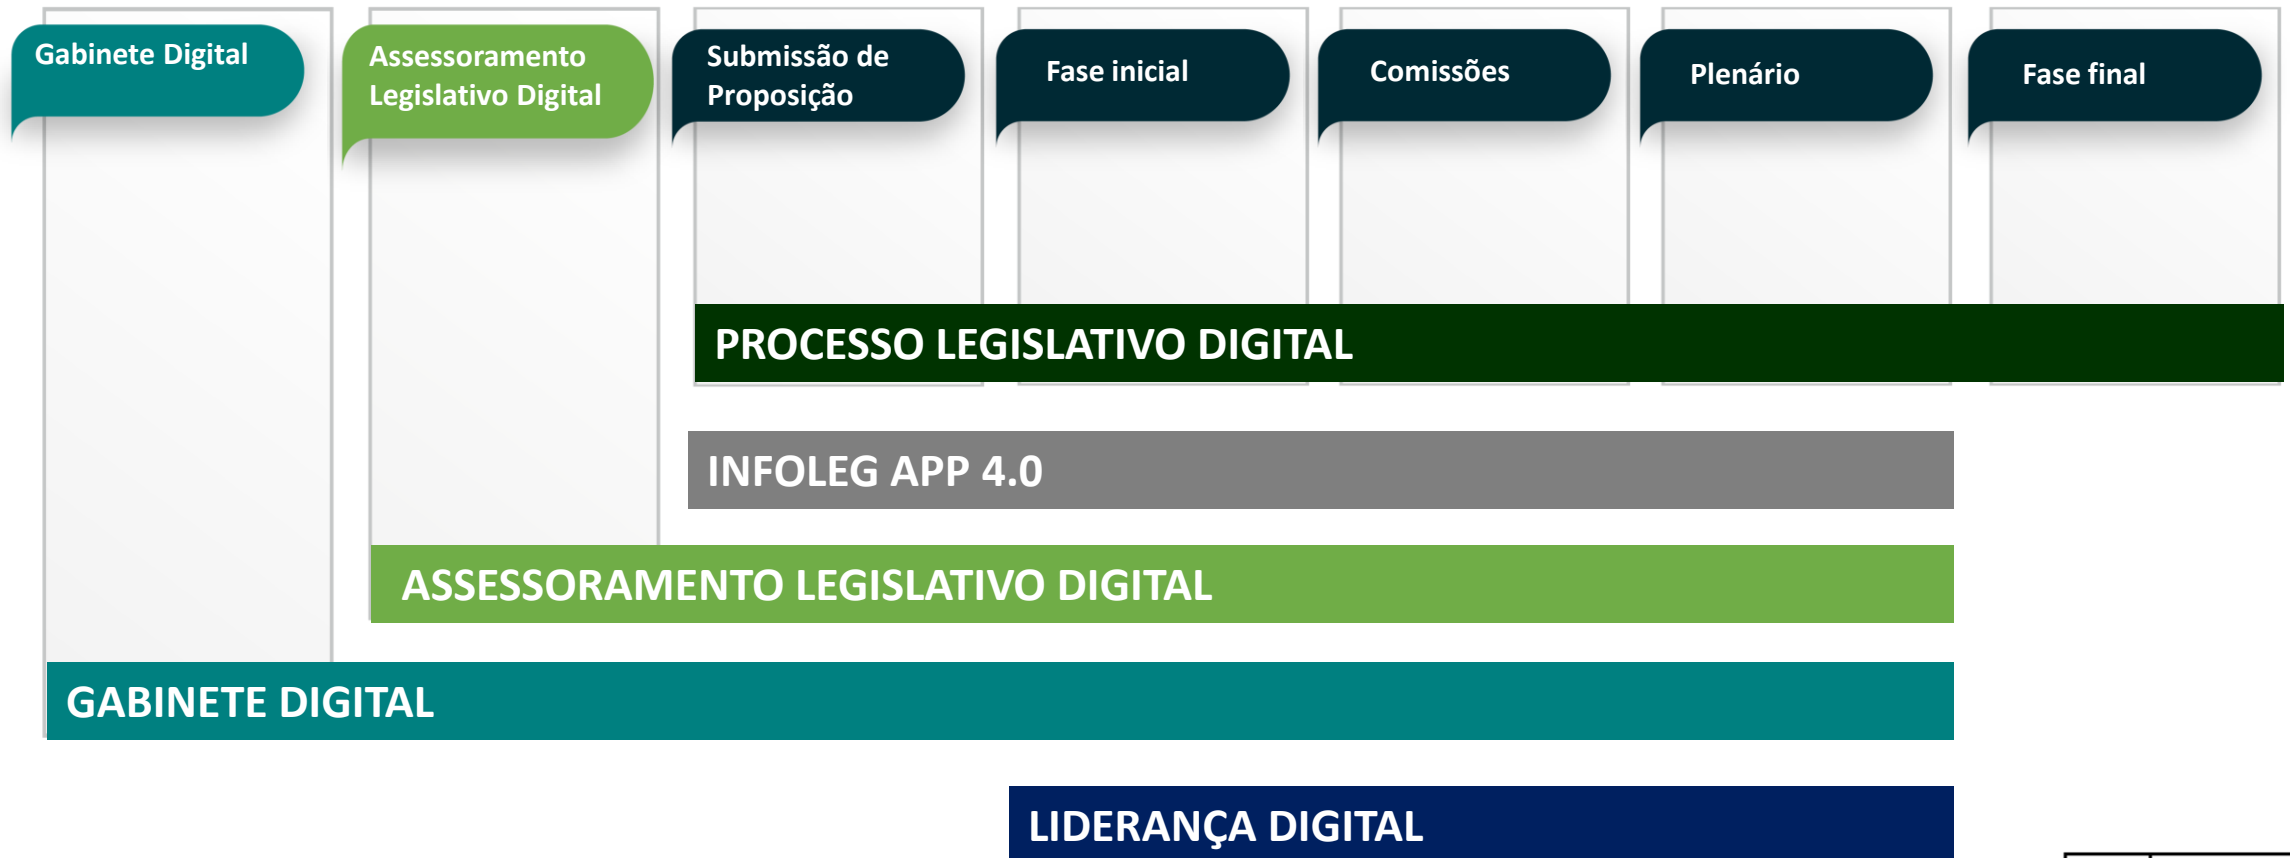 Gabinete Digital
Assessoramento
Legislativo Digital
Submissão de
Proposição
Fase inicial
Comissões
Plenário
Fase final
PROCESSO LEGISLATIVO DIGITAL
INFOLEG APP 4.0
ASSESSORAMENTO LEGISLATIVO DIGITAL
GABINETE DIGITAL
LIDERANÇA DIGITAL